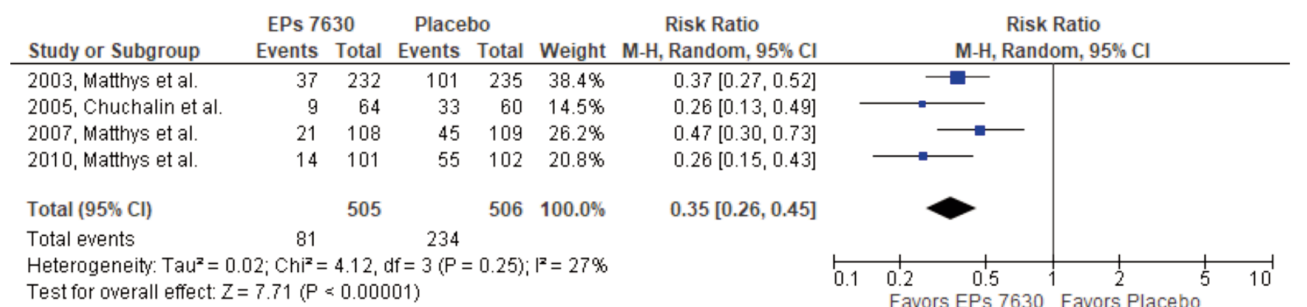 EPs 7630 Placebo Risk Ratio Risk Ratio
Study or Subgroup Events Total Events Total Weight M-H, Random, 95% CI M-H, Random, 95% CI
2003, Matthys et al. 37 232 101 235 38.4% 0.37 [0.27, 0.52]
2005, Chuchalin et al. 9 64 33 60 14.5% 0.26 [0.13, 0.49]
2007, Matthys et al. 21 108 45 109 26.2% 0.47 [0.30, 0.73]
2010, Matthys et al. 14 101 55 102 20.8% 0.26 [0.15, 0.43]
Total (95% CI) 505 506 100.0% 0.35 [0.26, 0.45]
Total events 81 234
Heterogeneity: Tau² = 0.02; Chi² = 4.12, df = 3 (P = 0.25); I² = 27%
Test for overall effect: Z = 7.71 (P < 0.00001)
0.1 0.2 0.5 1 2 5 10
Favors EPs 7630 Favors Placebo